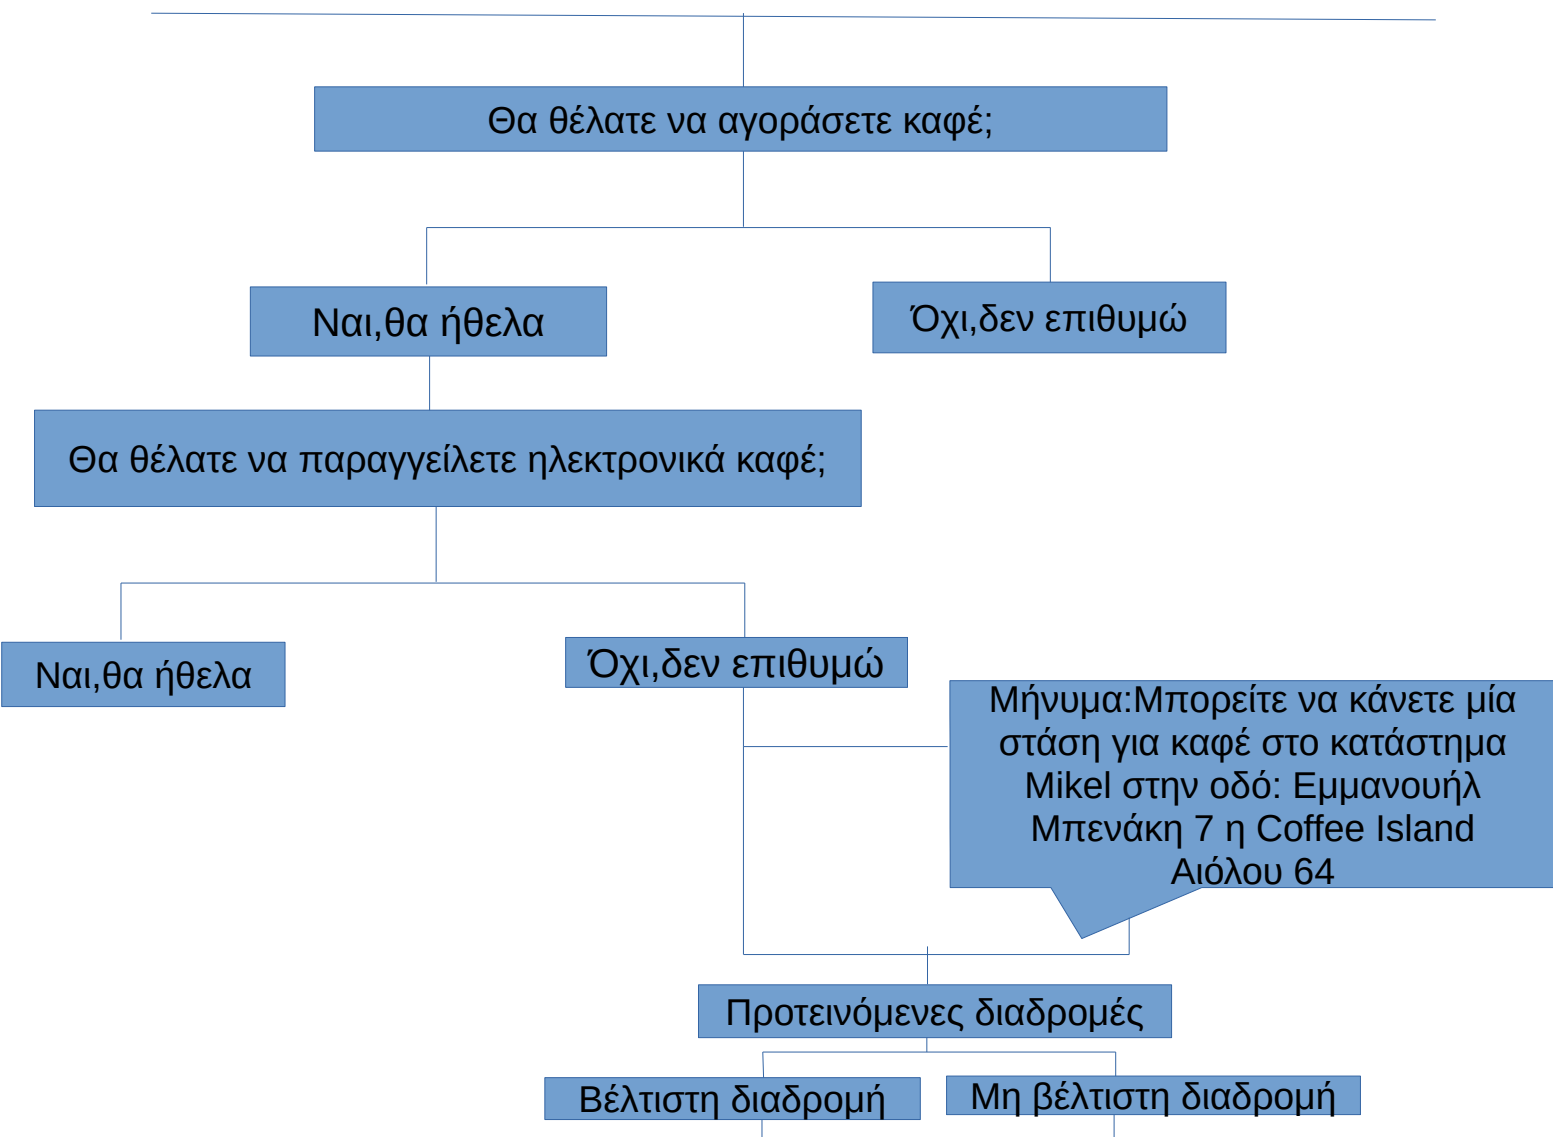 Θα θέλατε να αγοράσετε καφέ;
Ναι,θα ήθελα
Όχι,δεν επιθυμώ
Θα θέλατε να παραγγείλετε ηλεκτρονικά καφέ;
Ναι,θα ήθελα
Όχι,δεν επιθυμώ
Μήνυμα:Μπορείτε να κάνετε μία
στάση για καφέ στο κατάστημα
Mikel στην οδό: Εμμανουήλ
Μπενάκη 7 η Coffee Island
Αιόλου 64
Προτεινόμενες διαδρομές
Βέλτιστη διαδρομή
Μη βέλτιστη διαδρομή